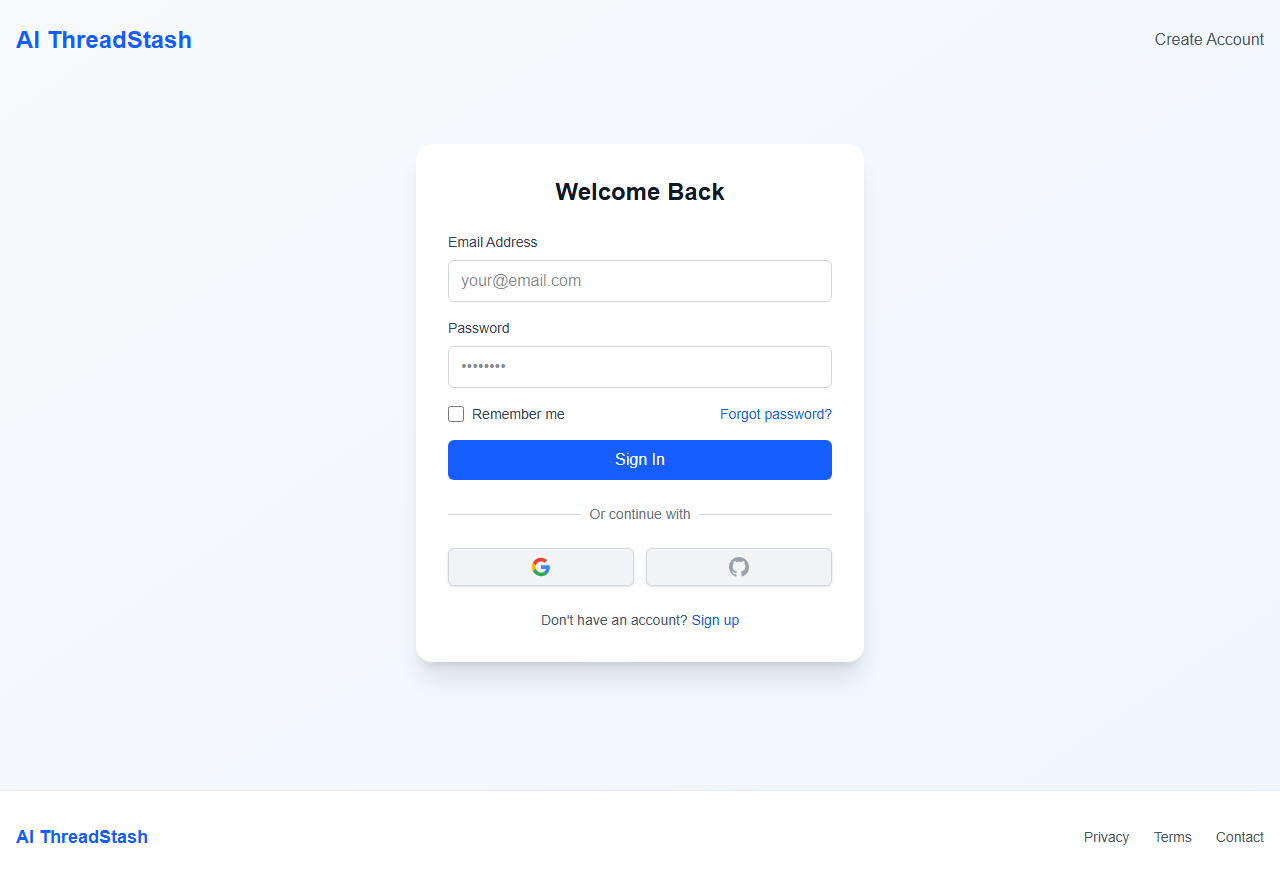 AI ThreadStash
Create Account
Welcome Back
Email Address
your@email.com
Password
••••••••
Remember me
Forgot password?
Sign In
Or continue with
Don't have an account? Sign up
AI ThreadStash
Privacy
Terms
Contact